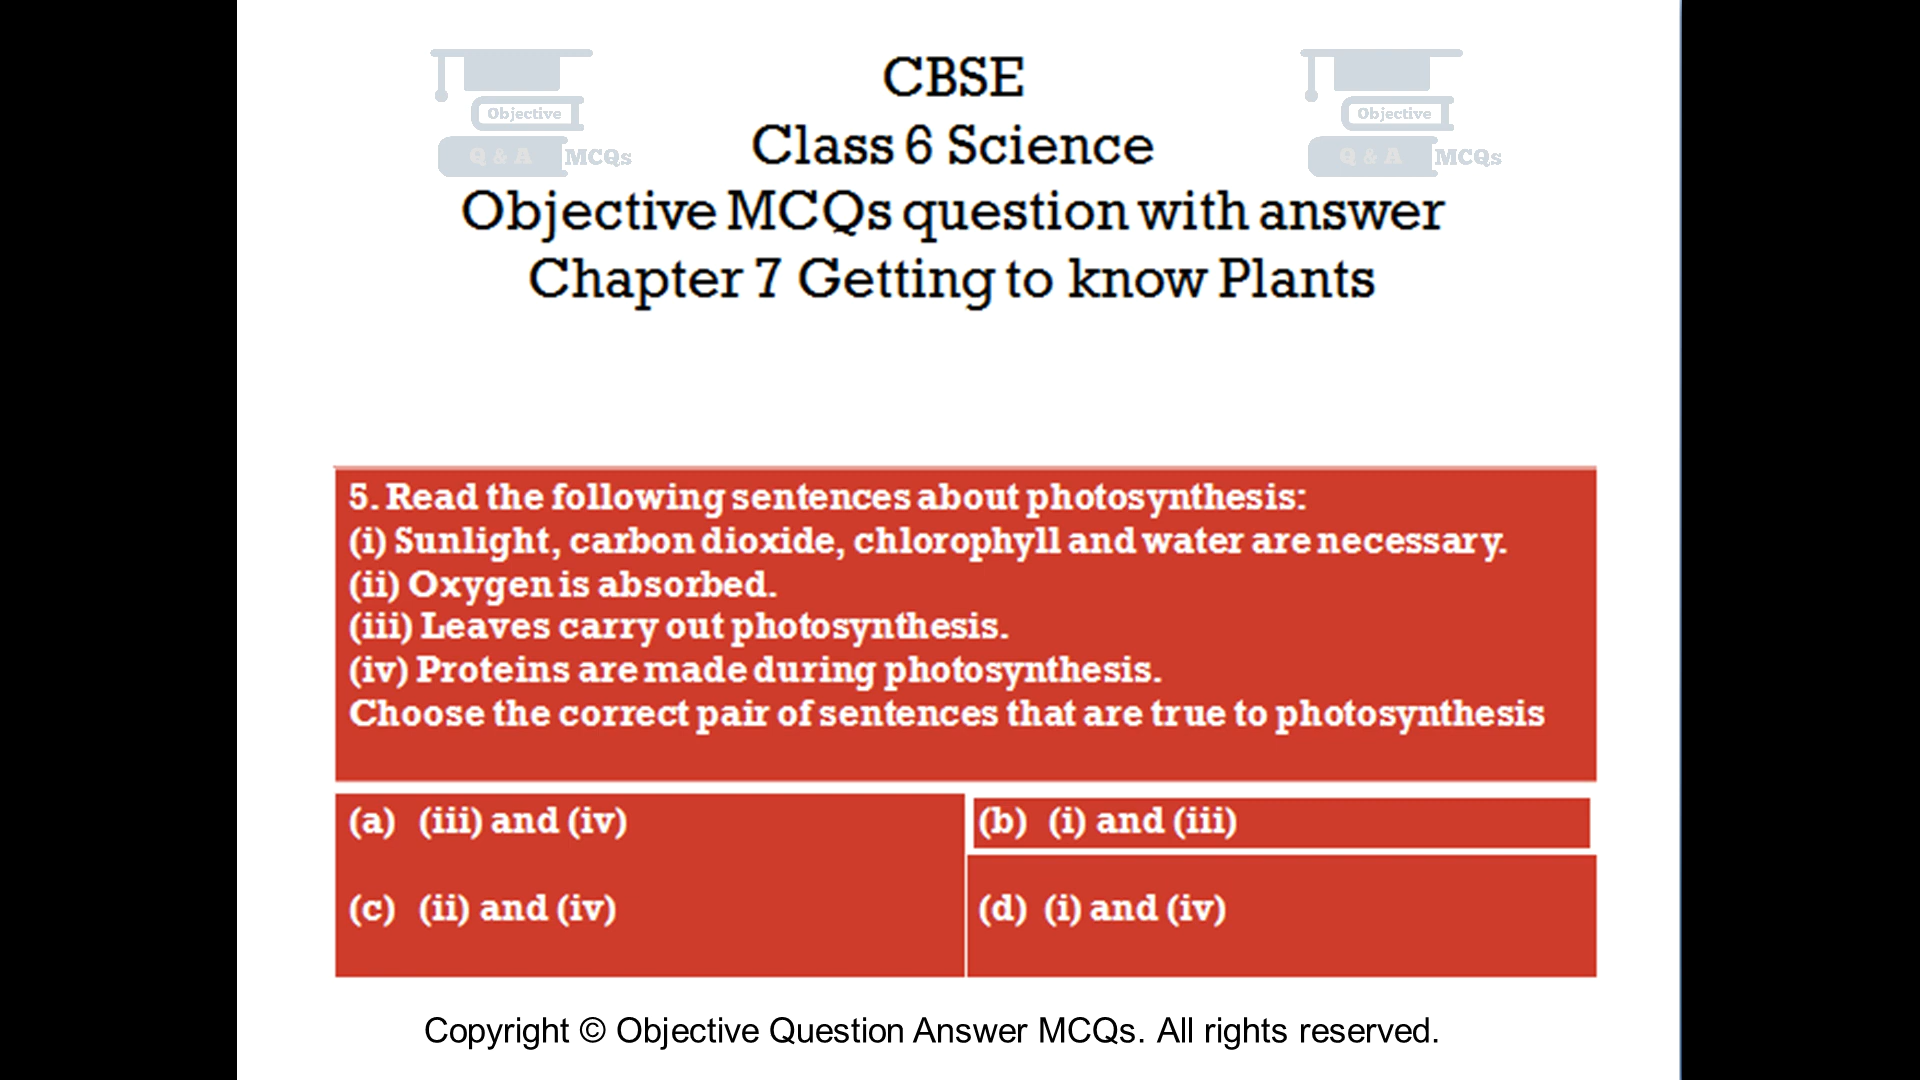 CBSE
Class 6 Science
Objective MCQs question with answer
Chapter 7 Getting to know Plants
Objective
Q & A MCQs
Objective
Q & A MCQs
5. Read the following sentences about photosynthesis:
(i) Sunlight, carbon dioxide, chlorophyll and water are necessary.
(ii) Oxygen is absorbed.
(iii) Leaves carry out photosynthesis.
(iv) Proteins are made during photosynthesis.
Choose the correct pair of sentences that are true to photosynthesis
(a) (iii) and (iv)
(b) (i) and (iii)
(c) (ii) and (iv)
(d) (i) and (iv)
Copyright © Objective Question Answer MCQs. All rights reserved.